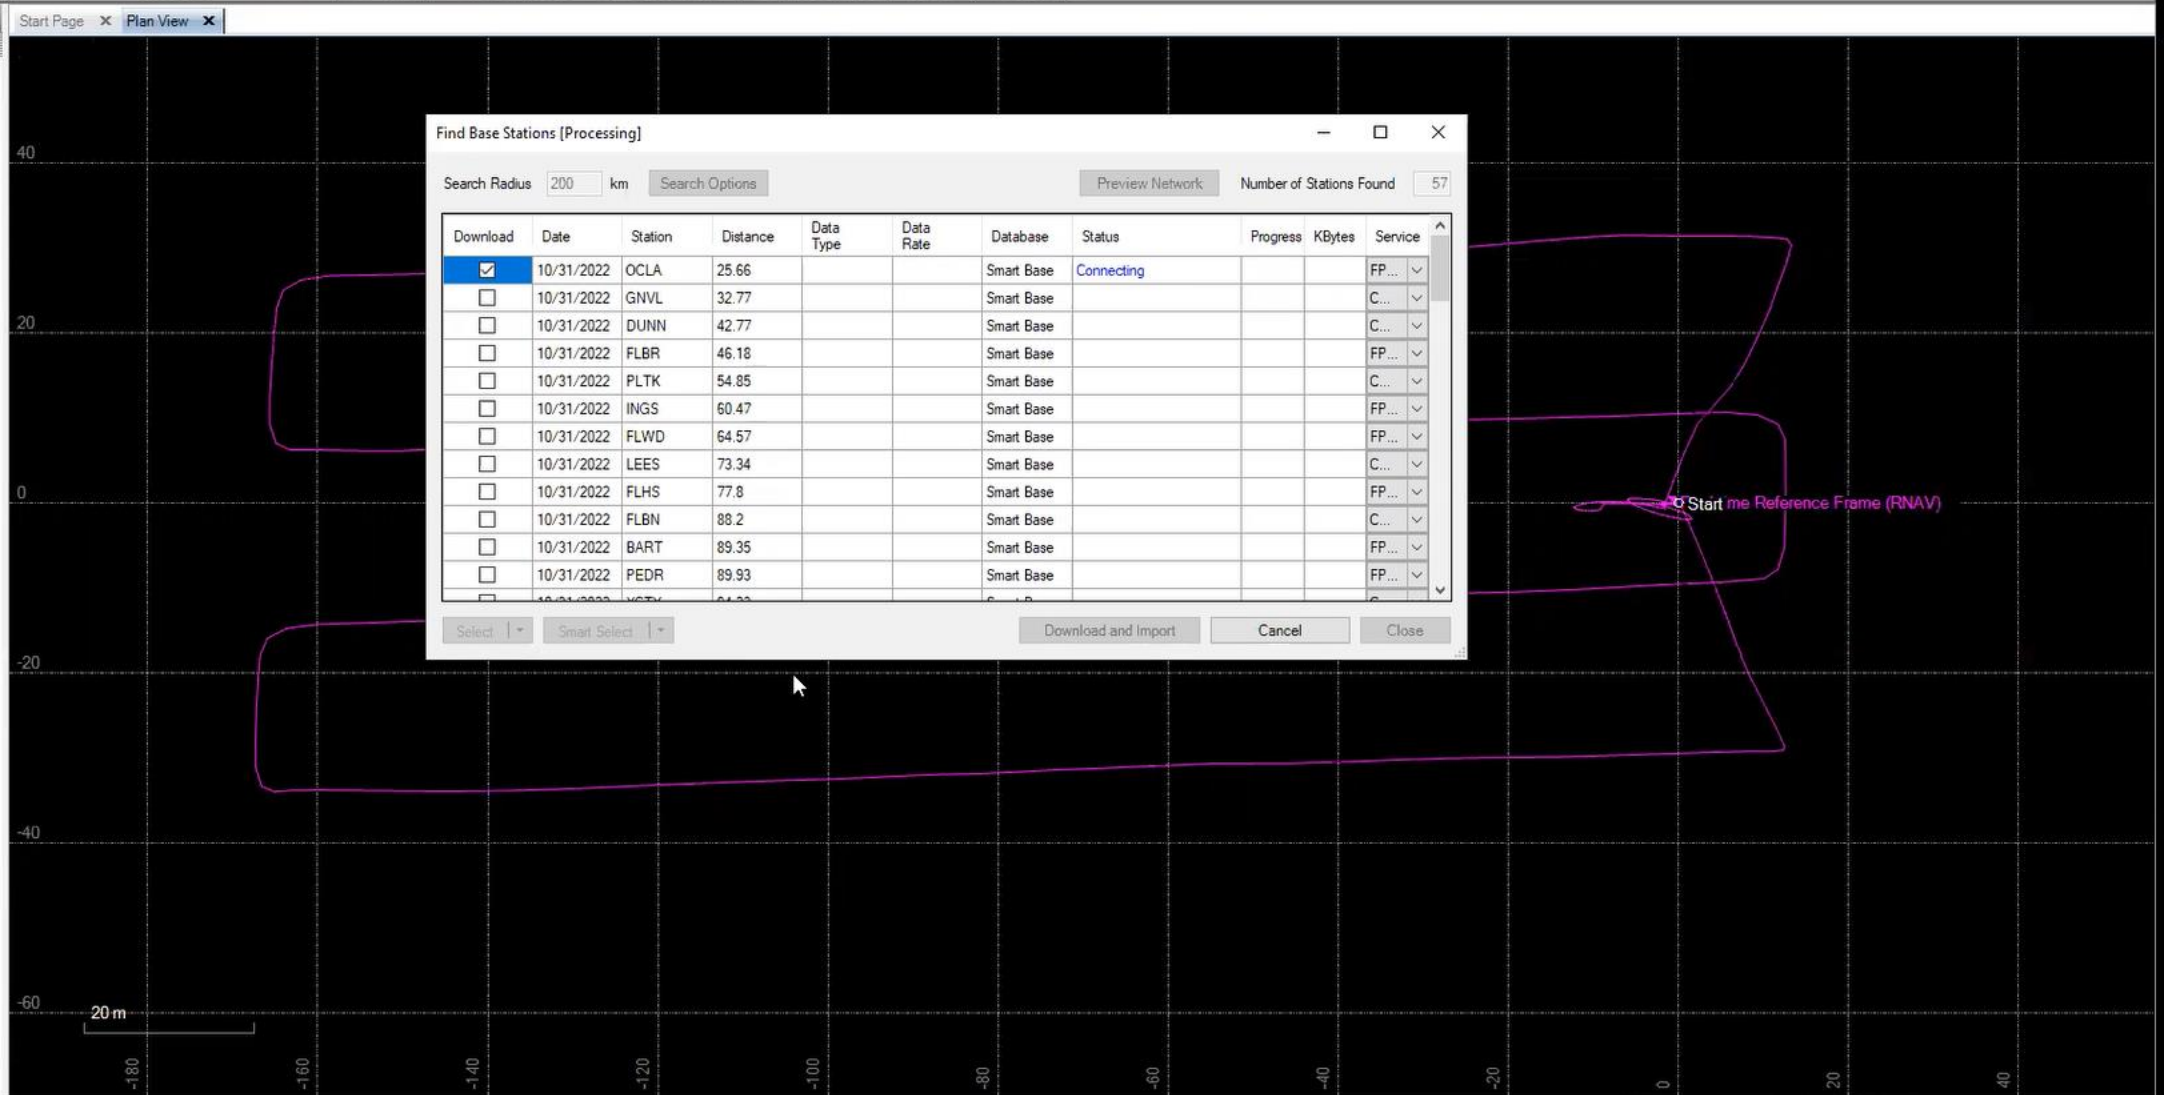 Start Page
Plan View
Find Base Stations [Processing]
Search Radius 200 km Search Options Preview Network Number of Stations Found 57
Download Date Station Distance Data Type Data Rate Database Status Progress KBytes Service
10/31/2022 OCLA 25.66 Smart Base Connecting FP...
10/31/2022 GNVL 32.77 Smart Base C...
10/31/2022 DUNN 42.77 Smart Base C...
10/31/2022 FLBR 46.18 Smart Base FP...
10/31/2022 PLTK 54.85 Smart Base C...
10/31/2022 INGS 60.47 Smart Base FP...
10/31/2022 FLWD 64.57 Smart Base FP...
10/31/2022 LEES 73.34 Smart Base C...
10/31/2022 FLHS 77.8 Smart Base FP...
10/31/2022 FLBN 88.2 Smart Base C...
10/31/2022 BART 89.35 Smart Base FP...
10/31/2022 PEDR 89.93 Smart Base FP...
Select Smart Select Download and Import Cancel Close
Start me Reference Frame (RNAV)
40
20
0
-20
-40
-60
20 m
-180 -160 -140 -120 -100 -80 -60 -40 -20 0 20 40